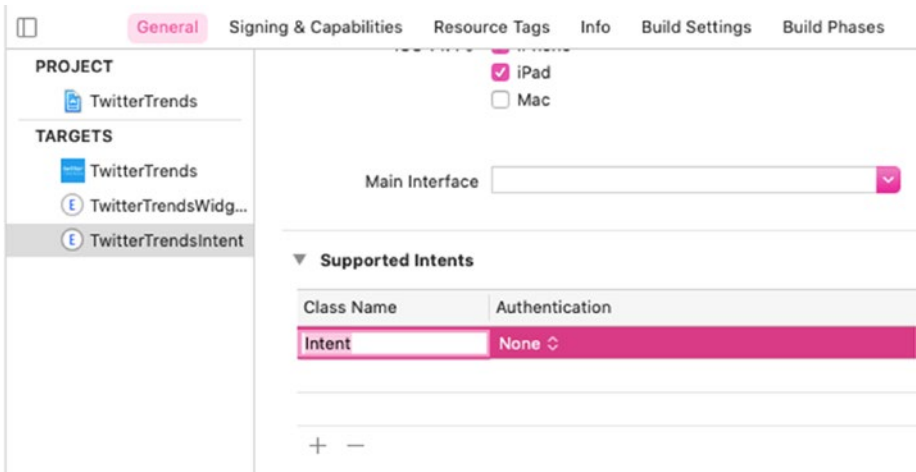 General Signing & Capabilities Resource Tags Info Build Settings Build Phases
PROJECT
TwitterTrends
TARGETS
TwitterTrends
E TwitterTrendsWidg...
E TwitterTrendsIntent
iPad
Mac
Main Interface
Supported Intents
Class Name Authentication
Intent None